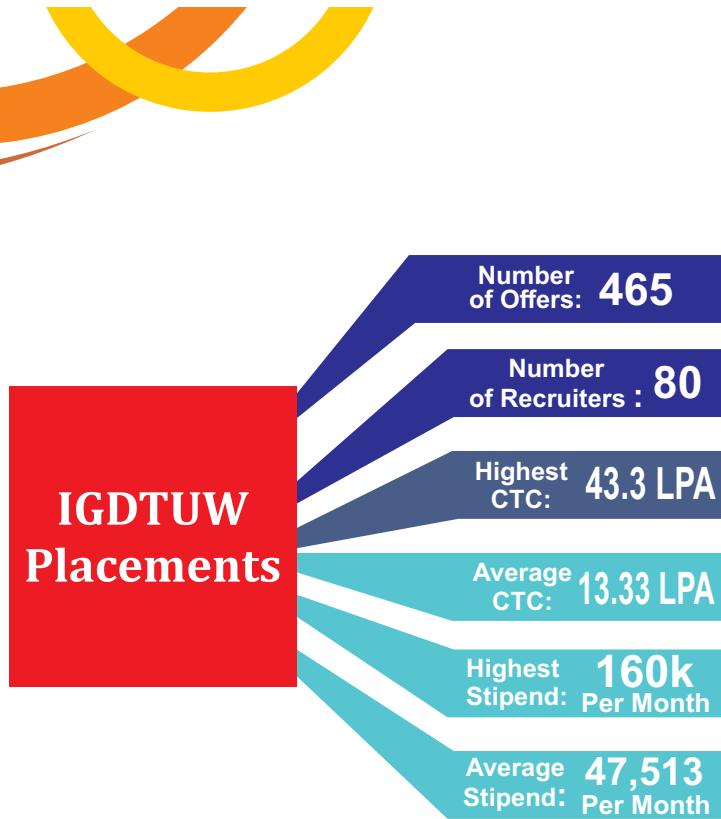 IGDTUW
Placements
Number
of Offers: 465
Number
of Recruiters : 80
Highest
CTC: 43.3 LPA
Average
CTC: 13.33 LPA
Highest
Stipend: 160k
Per Month
Average
Stipend: 47,513
Per Month